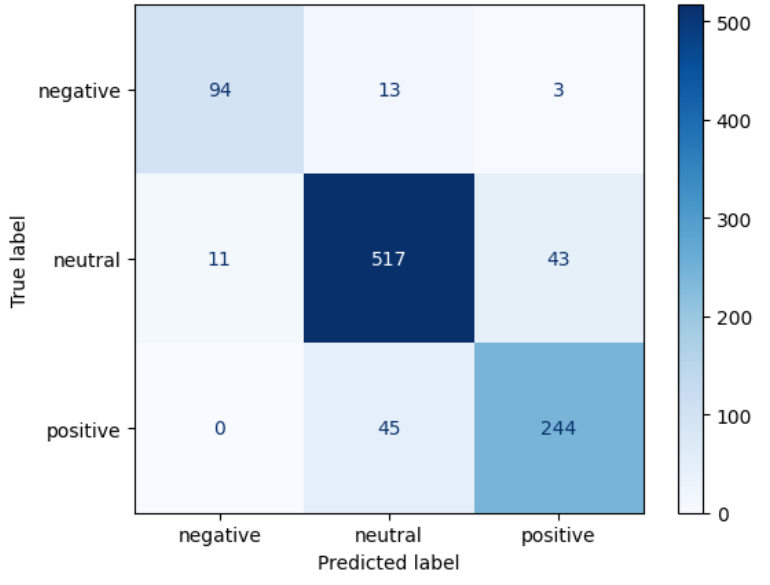 500
negative 94 13 3
400
300
True label
neutral 11 517 43
200
100
positive 0 45 244
0
negative neutral positive
Predicted label